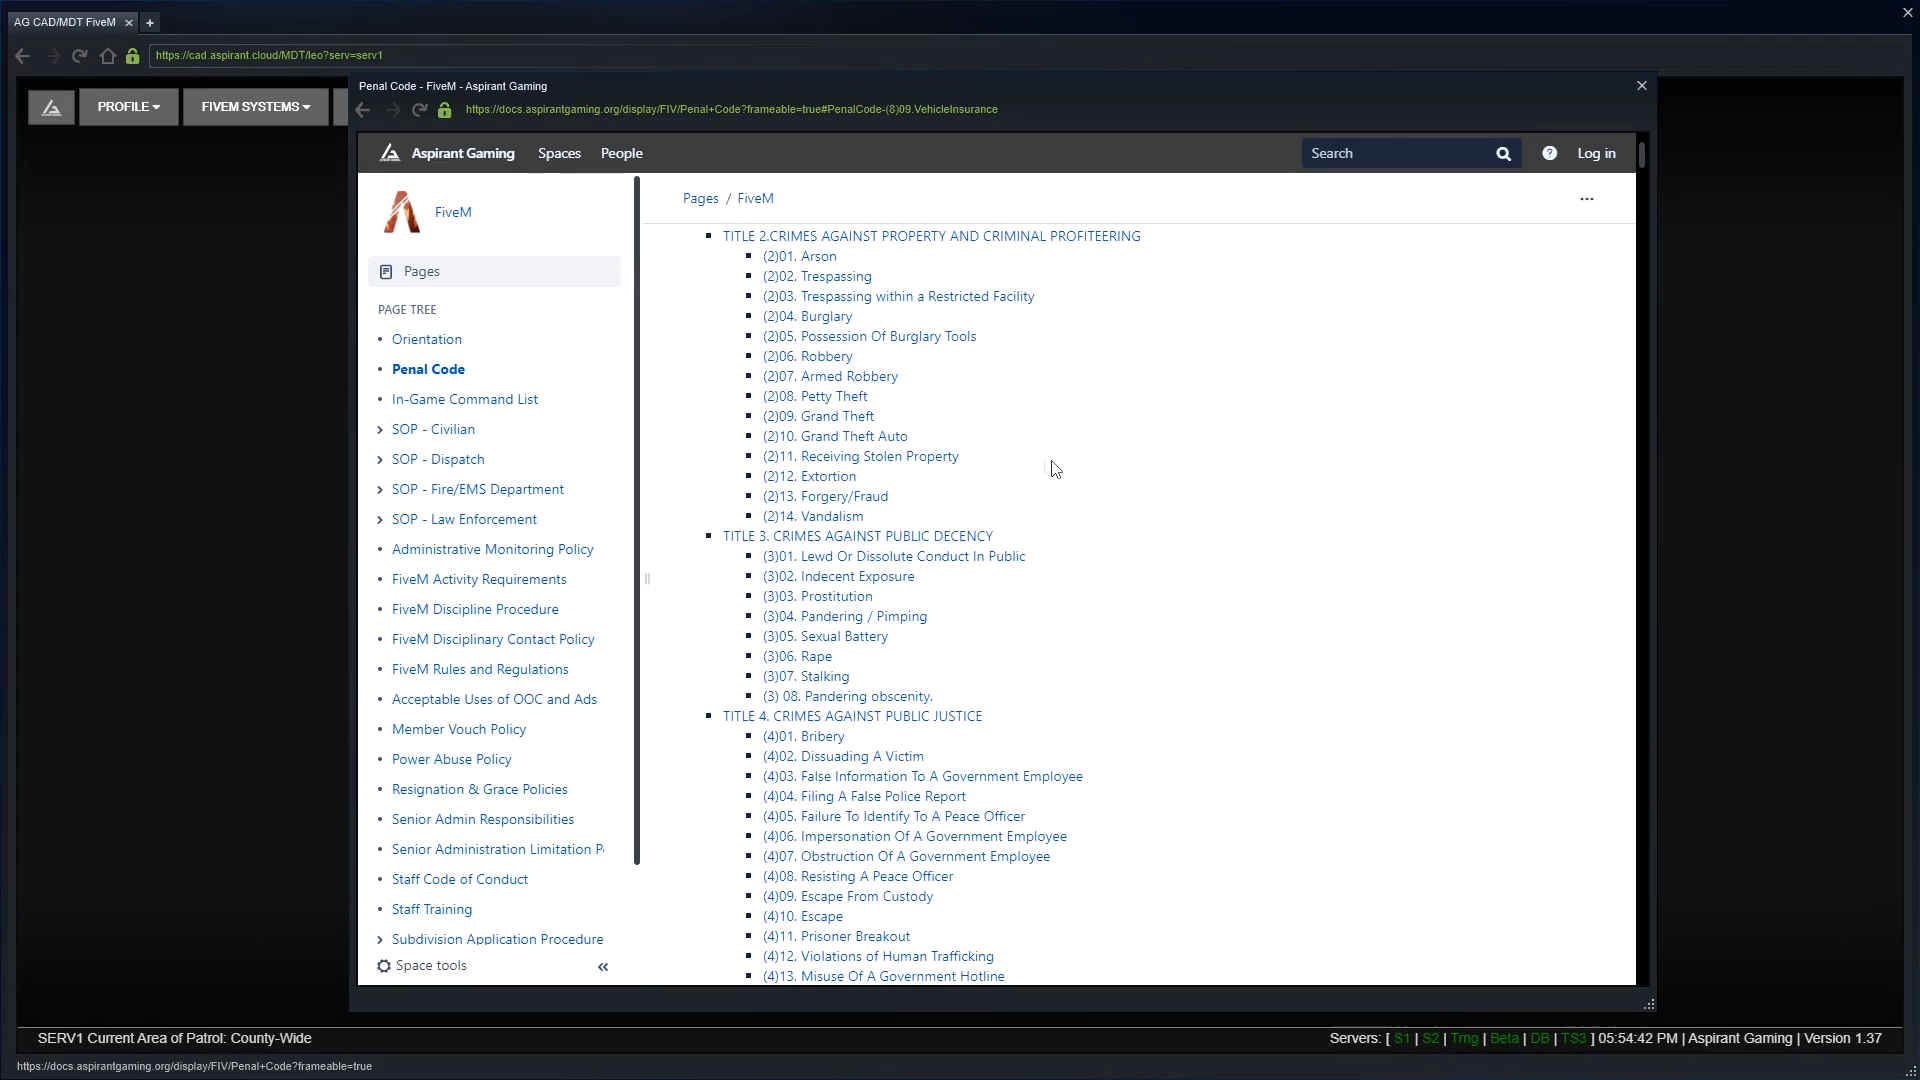 AG CAD/MDT FiveM
https://cad.aspirant.cloud/MDT/leo?serv=serv1
PROFILE
FIVEM SYSTEMS
Penal Code - FiveM - Aspirant Gaming
https://docs.aspirantgaming.org/display/FIV/Penal+Code?frameable=true#PenalCode-(8)09.VehicleInsurance
Aspirant Gaming Spaces People
Search
Log in
FiveM
Pages
PAGE TREE
Orientation
Penal Code
In-Game Command List
SOP - Civilian
SOP - Dispatch
SOP - Fire/EMS Department
SOP - Law Enforcement
Administrative Monitoring Policy
FiveM Activity Requirements
FiveM Discipline Procedure
FiveM Disciplinary Contact Policy
FiveM Rules and Regulations
Acceptable Uses of OOC and Ads
Member Vouch Policy
Power Abuse Policy
Resignation & Grace Policies
Senior Admin Responsibilities
Senior Administration Limitation P
Staff Code of Conduct
Staff Training
Subdivision Application Procedure
Space tools
Pages / FiveM
TITLE 2.CRIMES AGAINST PROPERTY AND CRIMINAL PROFITEERING
(2)01. Arson
(2)02. Trespassing
(2)03. Trespassing within a Restricted Facility
(2)04. Burglary
(2)05. Possession Of Burglary Tools
(2)06. Robbery
(2)07. Armed Robbery
(2)08. Petty Theft
(2)09. Grand Theft
(2)10. Grand Theft Auto
(2)11. Receiving Stolen Property
(2)12. Extortion
(2)13. Forgery/Fraud
(2)14. Vandalism
TITLE 3. CRIMES AGAINST PUBLIC DECENCY
(3)01. Lewd Or Dissolute Conduct In Public
(3)02. Indecent Exposure
(3)03. Prostitution
(3)04. Pandering / Pimping
(3)05. Sexual Battery
(3)06. Rape
(3)07. Stalking
(3) 08. Pandering obscenity.
TITLE 4. CRIMES AGAINST PUBLIC JUSTICE
(4)01. Bribery
(4)02. Dissuading A Victim
(4)03. False Information To A Government Employee
(4)04. Filing A False Police Report
(4)05. Failure To Identify To A Peace Officer
(4)06. Impersonation Of A Government Employee
(4)07. Obstruction Of A Government Employee
(4)08. Resisting A Peace Officer
(4)09. Escape From Custody
(4)10. Escape
(4)11. Prisoner Breakout
(4)12. Violations of Human Trafficking
(4)13. Misuse Of A Government Hotline
SERV1 Current Area of Patrol: County-Wide
Servers: [ S1 | S2 | Trng | Beta | DB | TS3 ] 05:54:42 PM | Aspirant Gaming | Version 1.37
https://docs.aspirantgaming.org/display/FIV/Penal+Code?frameable=true